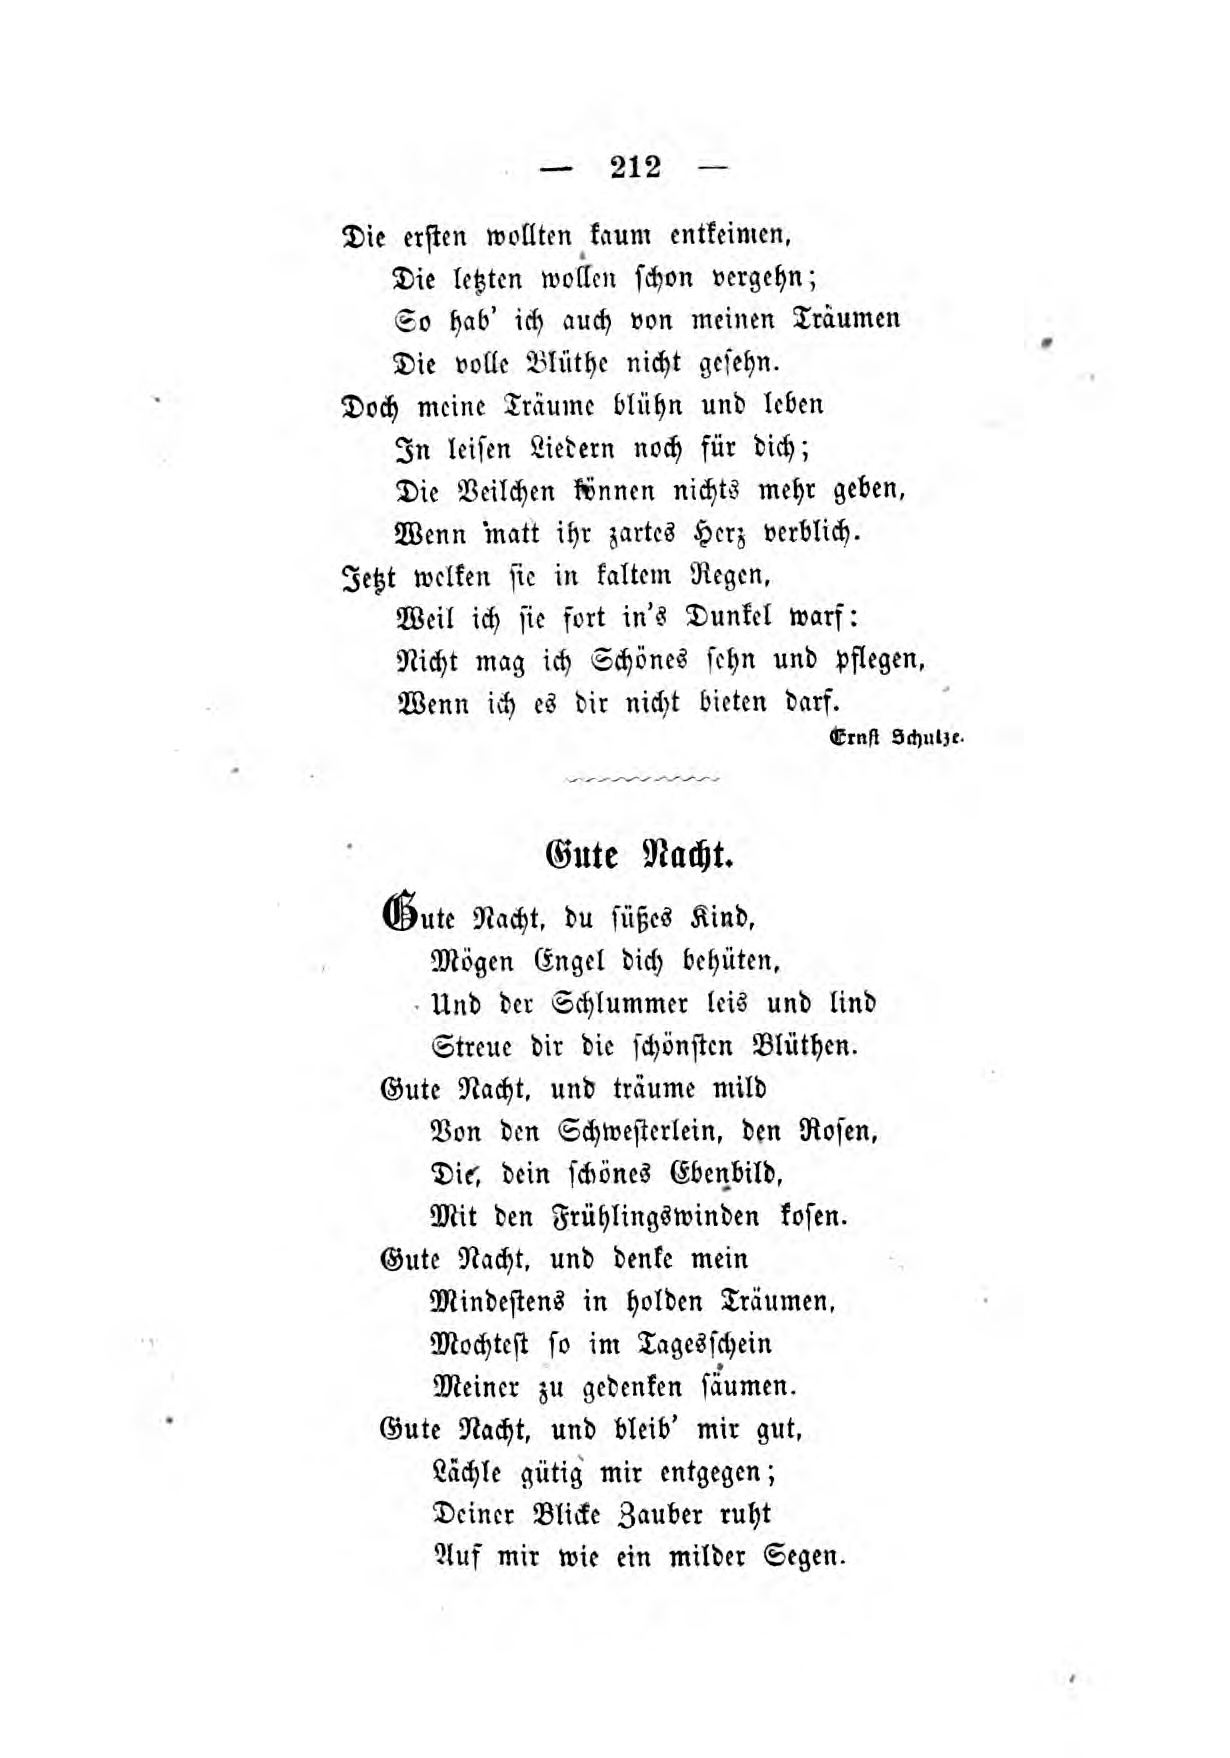 — 212 —
Die ersten wollten kaum entkeimen,
Die letzten wollen schon vergehn;
So hab' ich auch von meinen Träumen
Die volle Blüthe nicht gesehn.
Doch meine Träume blühn und leben
In leisen Liedern noch für dich;
Die Veilchen können nichts mehr geben,
Wenn matt ihr zartes Herz verblich.
Jetzt welken sie in kaltem Regen,
Weil ich sie fort in's Dunkel warf:
Nicht mag ich Schönes sehn und pflegen,
Wenn ich es dir nicht bieten darf.
Ernst Schulze.
Gute Nacht.
Gute Nacht, du süßes Kind,
Mögen Engel dich behüten,
Und der Schlummer leis und lind
Streue dir die schönsten Blüthen.
Gute Nacht, und träume mild
Von den Schwesterlein, den Rosen,
Die, dein schönes Ebenbild,
Mit den Frühlingswinden kosen.
Gute Nacht, und denke mein
Mindestens in holden Träumen,
Mochtest so im Tagesschein
Meiner zu gedenken säumen.
Gute Nacht, und bleib' mir gut,
Lächle gütig mir entgegen;
Deiner Blicke Zauber ruht
Auf mir wie ein milder Segen.